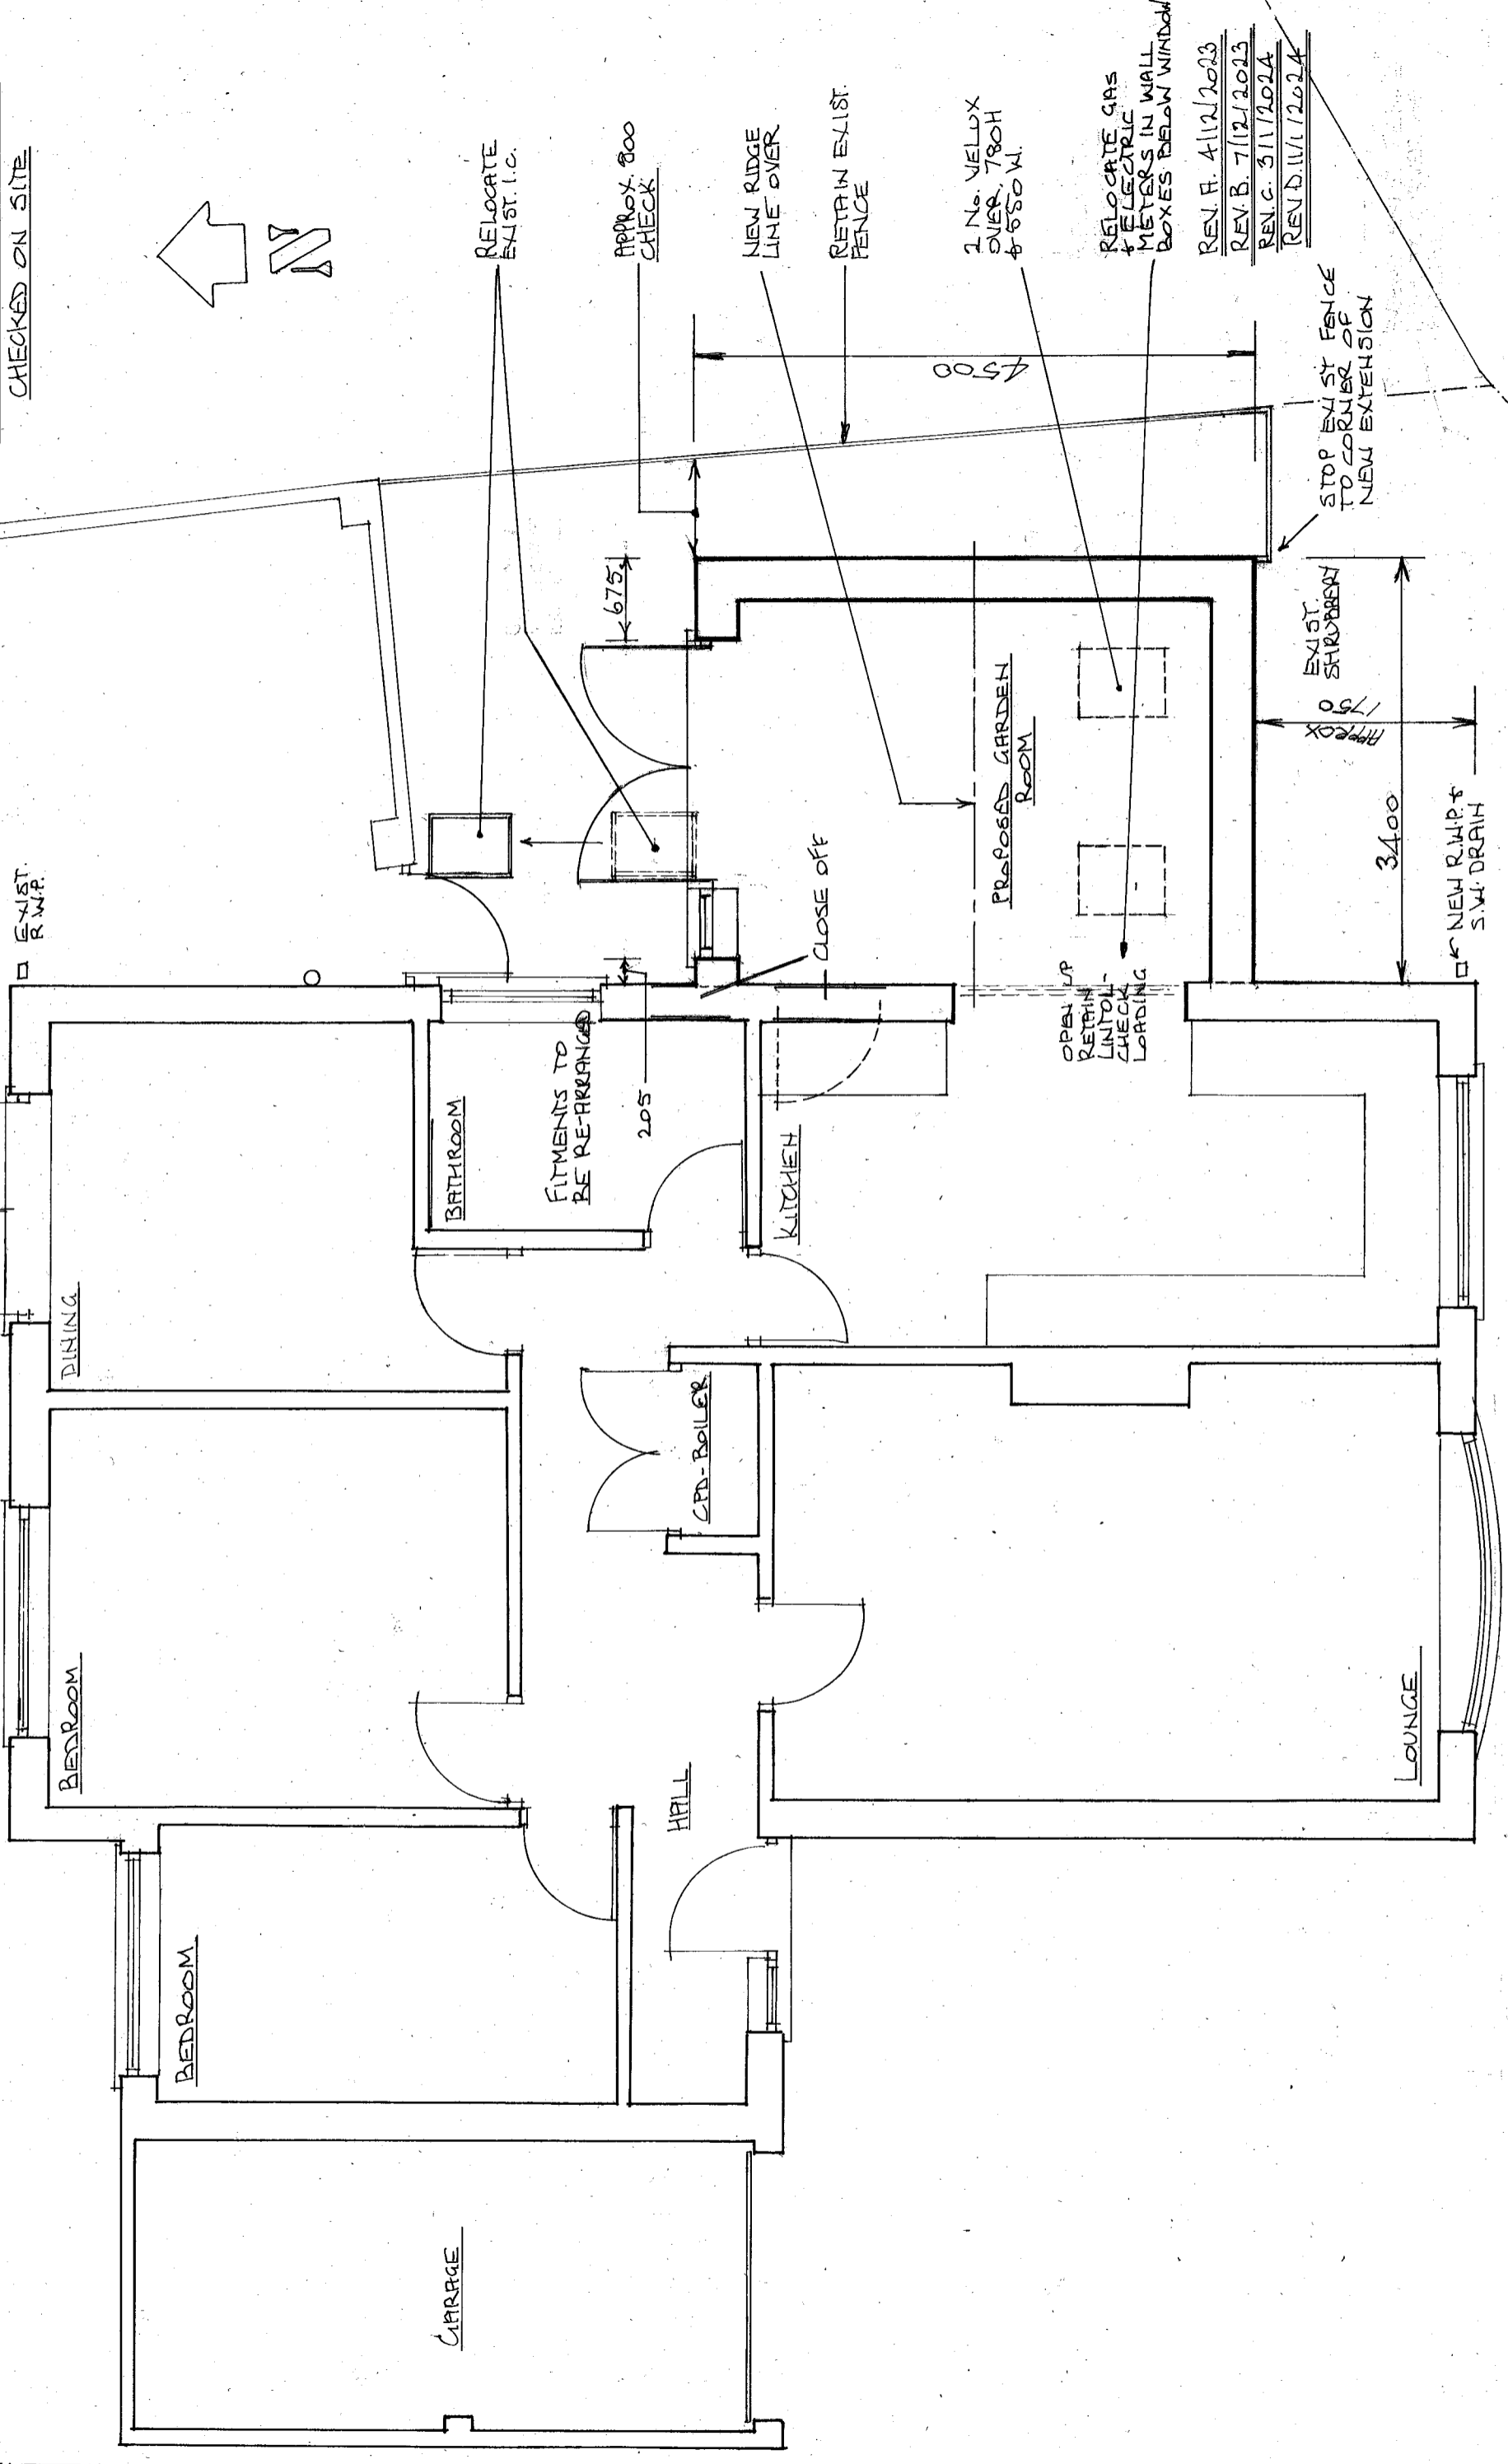 CHECKED ON SITE
N
RELOCATE
EXIST. I.C.
APPROX. 800
CHECK
NEW RIDGE
LINE OVER
RETAIN EXIST.
FENCE
2 No. VELUX
OVER. 780H
& 550 W.
RELOCATE GAS
& ELECTRIC
METERS IN WALL
BOXES BELOW WINDOW
REV. A. 4/12/2023
REV. B. 7/12/2023
REV. C. 3/1/2024
REV D. 11/1/2024
4500
STOP EXIST FENCE
TO CORNER OF
NEW EXTENSION
675
EXIST.
SHRUBBERY
APPROX
1750
3400
PROPOSED GARDEN
ROOM
CLOSE OFF
NEW R.W.P. &
S.W. DRAIN
EXIST.
R.W.P.
OPEN UP
RETAIN
LINTOL-
CHECK
LOADING
FITMENTS TO
BE RE-ARRANGED
205
BATHROOM
KITCHEN
DINING
CPD-BOILER
BEDROOM
HALL
LOUNGE
BEDROOM
GARAGE